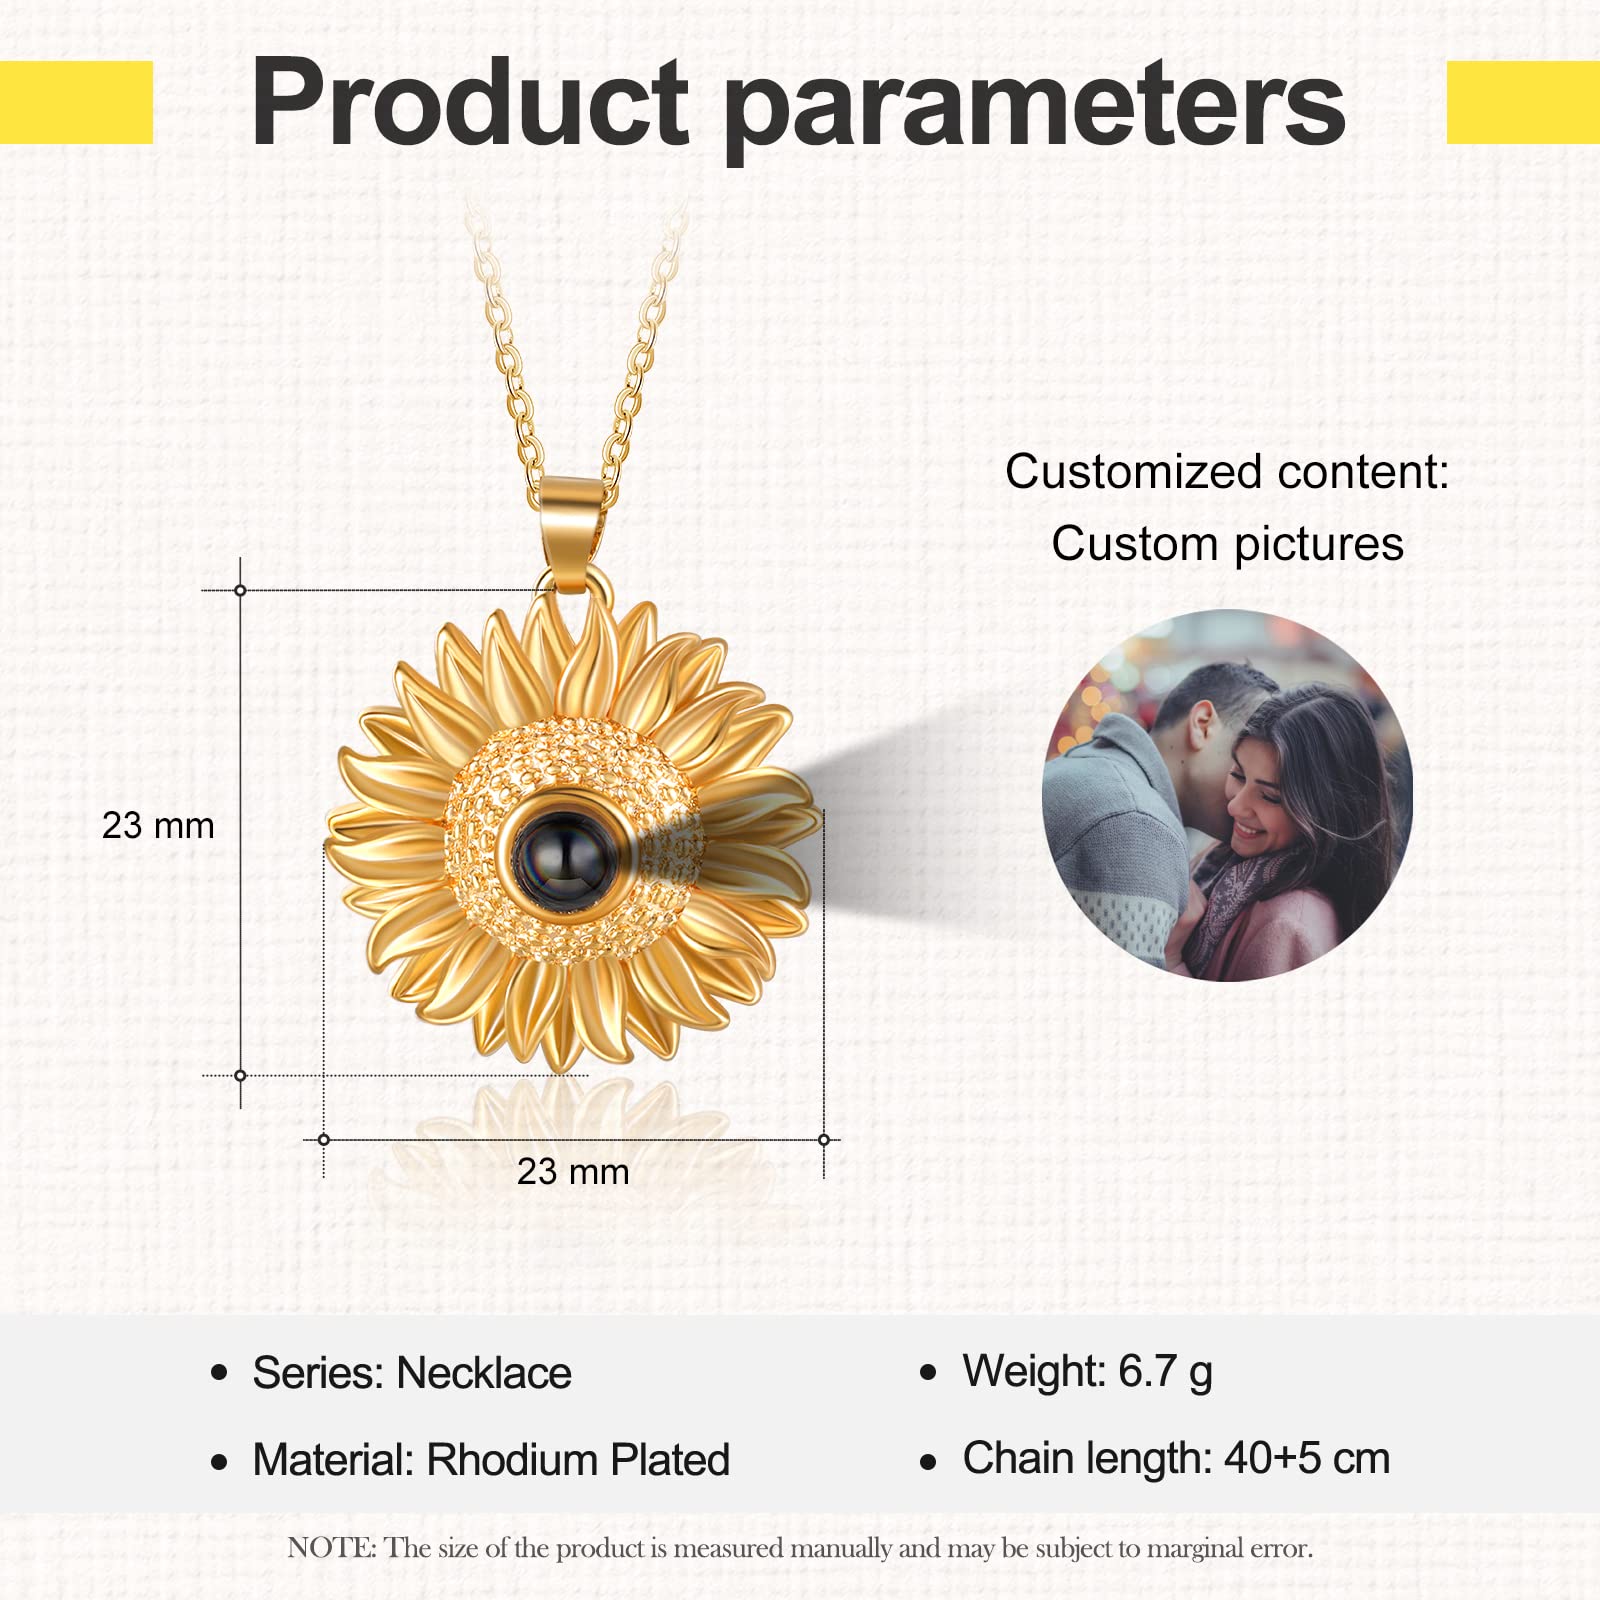 Product parameters
Customized content:
Custom pictures
23 mm
23 mm
• Series: Necklace
• Weight: 6.7 g
• Material: Rhodium Plated
• Chain length: 40+5 cm
NOTE: The size of the product is measured manually and may be subject to marginal error.